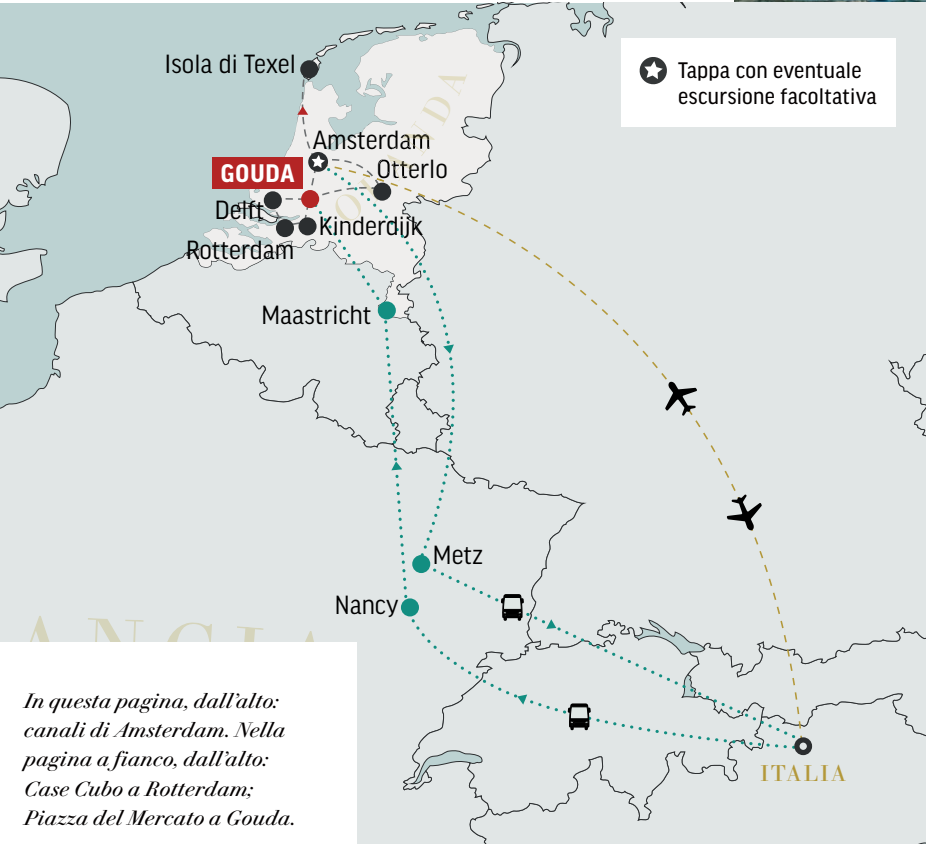 Isola di Texel
Tappa con eventuale
escursione facoltativa
OLANDA
Amsterdam
GOUDA
Otterlo
Delft
Kinderdijk
Rotterdam
Maastricht
Metz
Nancy
ANCIA
ITALIA
In questa pagina, dall'alto:
canali di Amsterdam. Nella
pagina a fianco, dall'alto:
Case Cubo a Rotterdam;
Piazza del Mercato a Gouda.